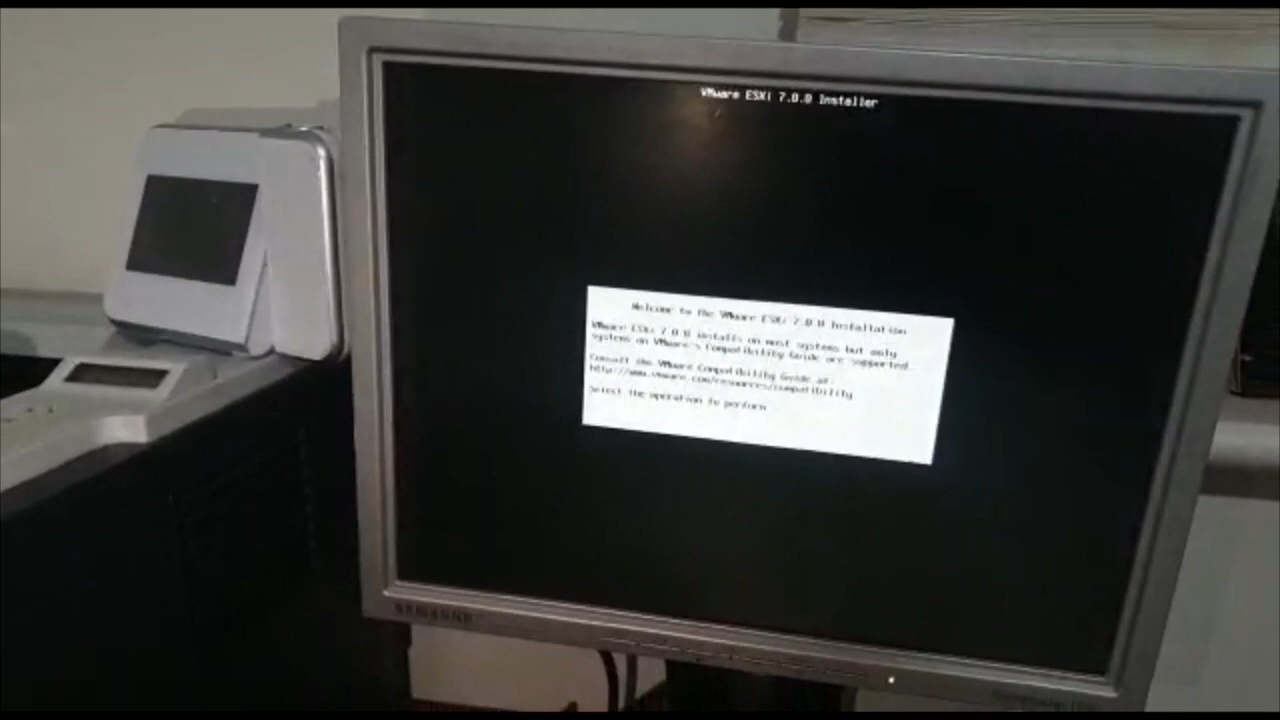 VMware ESXi 7.0.0 Installer
Welcome to the VMware ESXi 7.0.0 Installation
VMware ESXi 7.0.0 installs on most systems but only
systems on VMware's Compatibility Guide are supported.
Consult the VMware Compatibility Guide at:
http://www.vmware.com/resources/compatibility
Select the operation to perform
SAMSUNG